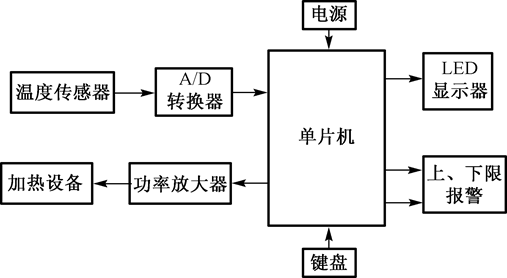 电源
温度传感器
A/D
转换器
单片机
LED
显示器
加热设备
功率放大器
上、下限
报警
键盘